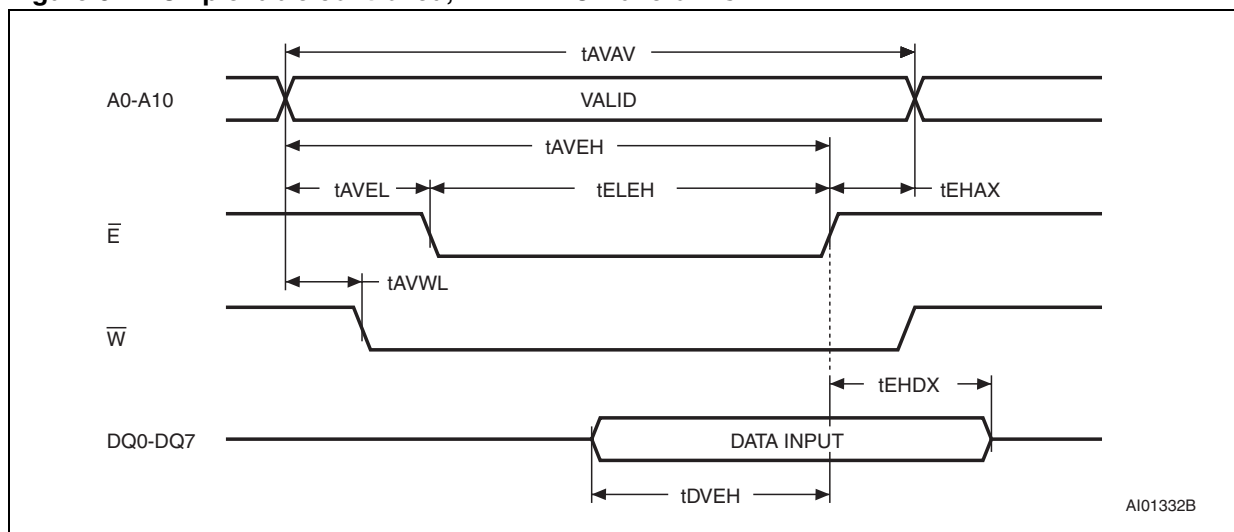 tAVAV
A0-A10
VALID
tAVEH
tAVEL
tELEH
tEHAX
E
tAVWL
W
tEHDX
DQ0-DQ7
DATA INPUT
tDVEH
AI01332B